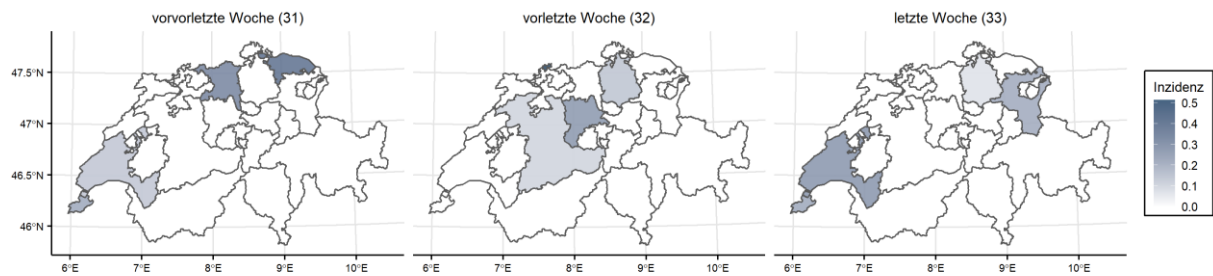 vorvorletzte Woche (31)
vorletzte Woche (32)
letzte Woche (33)
47.5°N
47°N
46.5°N
46°N
6°E 7°E 8°E 9°E 10°E
6°E 7°E 8°E 9°E 10°E
6°E 7°E 8°E 9°E 10°E
Inzidenz
0.5
0.4
0.3
0.2
0.1
0.0